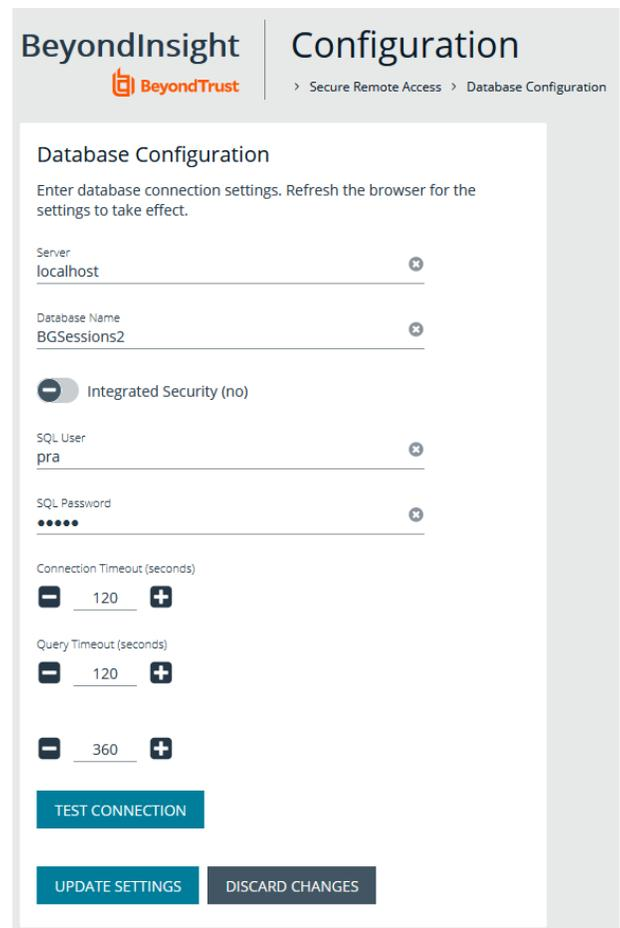 BeyondInsight
BeyondTrust
Configuration
> Secure Remote Access > Database Configuration
Database Configuration
Enter database connection settings. Refresh the browser for the
settings to take effect.
Server
localhost
Database Name
BGSessions2
Integrated Security (no)
SQL User
pra
SQL Password
•••••
Connection Timeout (seconds)
120
Query Timeout (seconds)
120
360
TEST CONNECTION
UPDATE SETTINGS DISCARD CHANGES